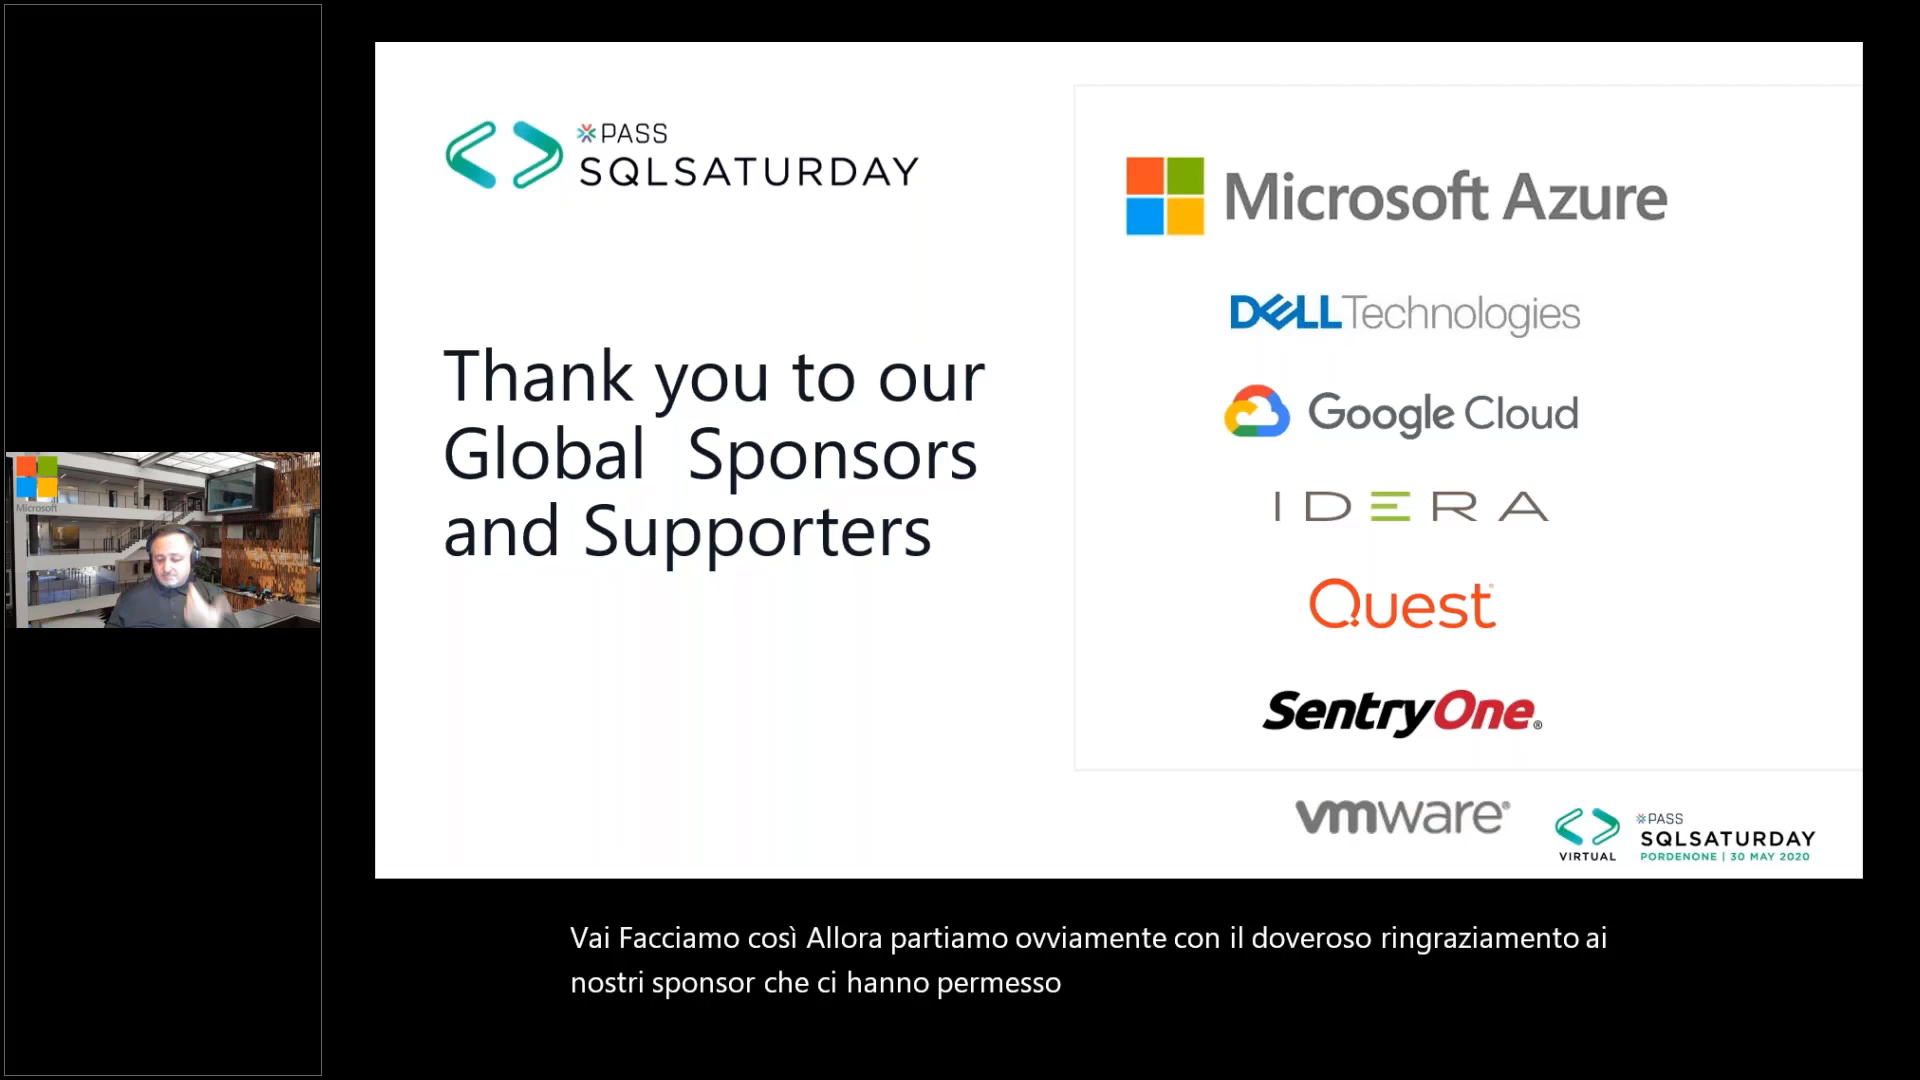 PASS
SQLSATURDAY
Thank you to our
Global Sponsors
and Supporters
Microsoft Azure
DELLTechnologies
Google Cloud
IDERA
Quest
SentryOne®
vmware®
VIRTUAL
PASS
SQLSATURDAY
PORDENONE | 30 MAY 2020
Microsoft
Vai Facciamo così Allora partiamo ovviamente con il doveroso ringraziamento ai
nostri sponsor che ci hanno permesso